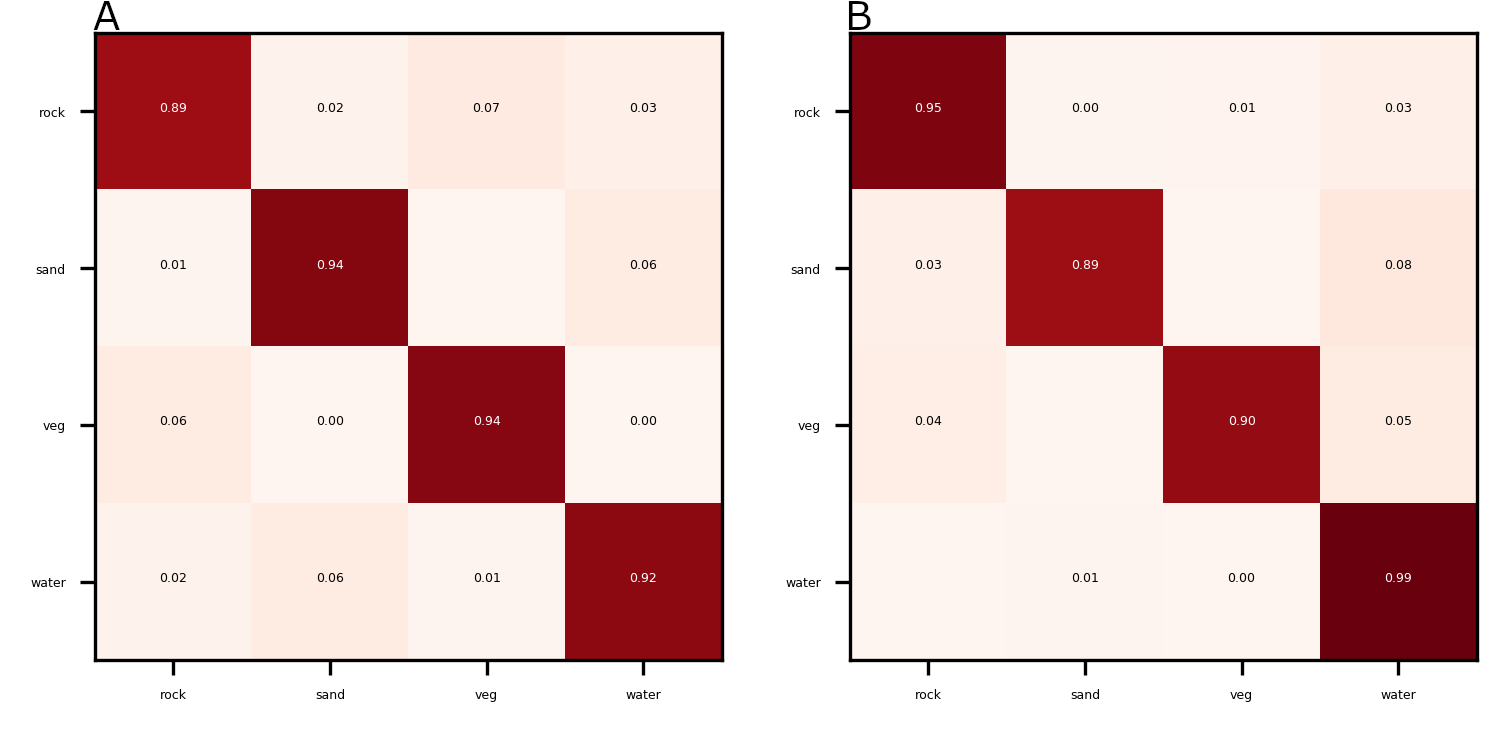 A
rock 0.89 0.02 0.07 0.03
sand 0.01 0.94 0.06
veg 0.06 0.00 0.94 0.00
water 0.02 0.06 0.01 0.92
rock sand veg water
B
rock 0.95 0.00 0.01 0.03
sand 0.03 0.89 0.08
veg 0.04 0.90 0.05
water 0.01 0.00 0.99
rock sand veg water